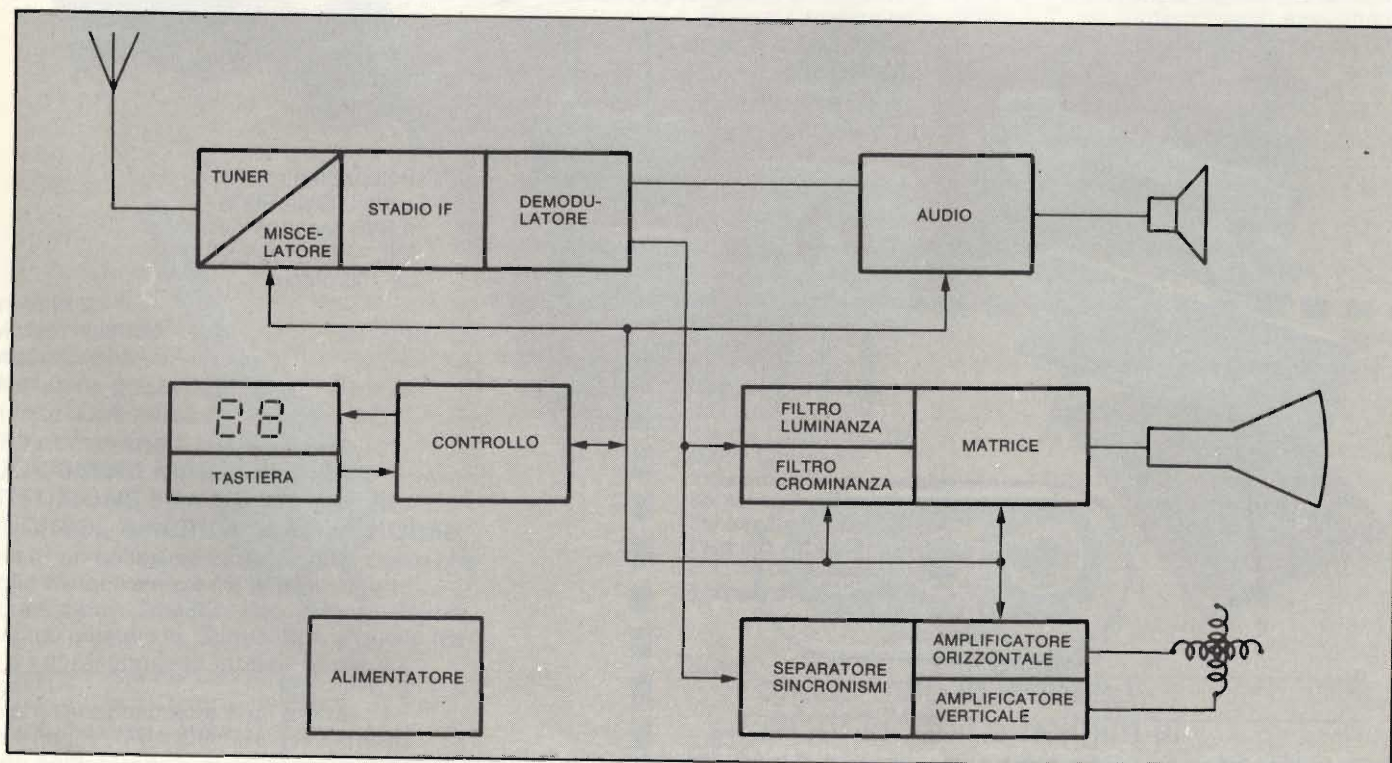 TUNER
MISCE-
LATORE
STADIO IF
DEMODU-
LATORE
AUDIO
88
TASTIERA
CONTROLLO
FILTRO
LUMINANZA
FILTRO
CROMINANZA
MATRICE
ALIMENTATORE
SEPARATORE
SINCRONISMI
AMPLIFICATORE
ORIZZONTALE
AMPLIFICATORE
VERTICALE